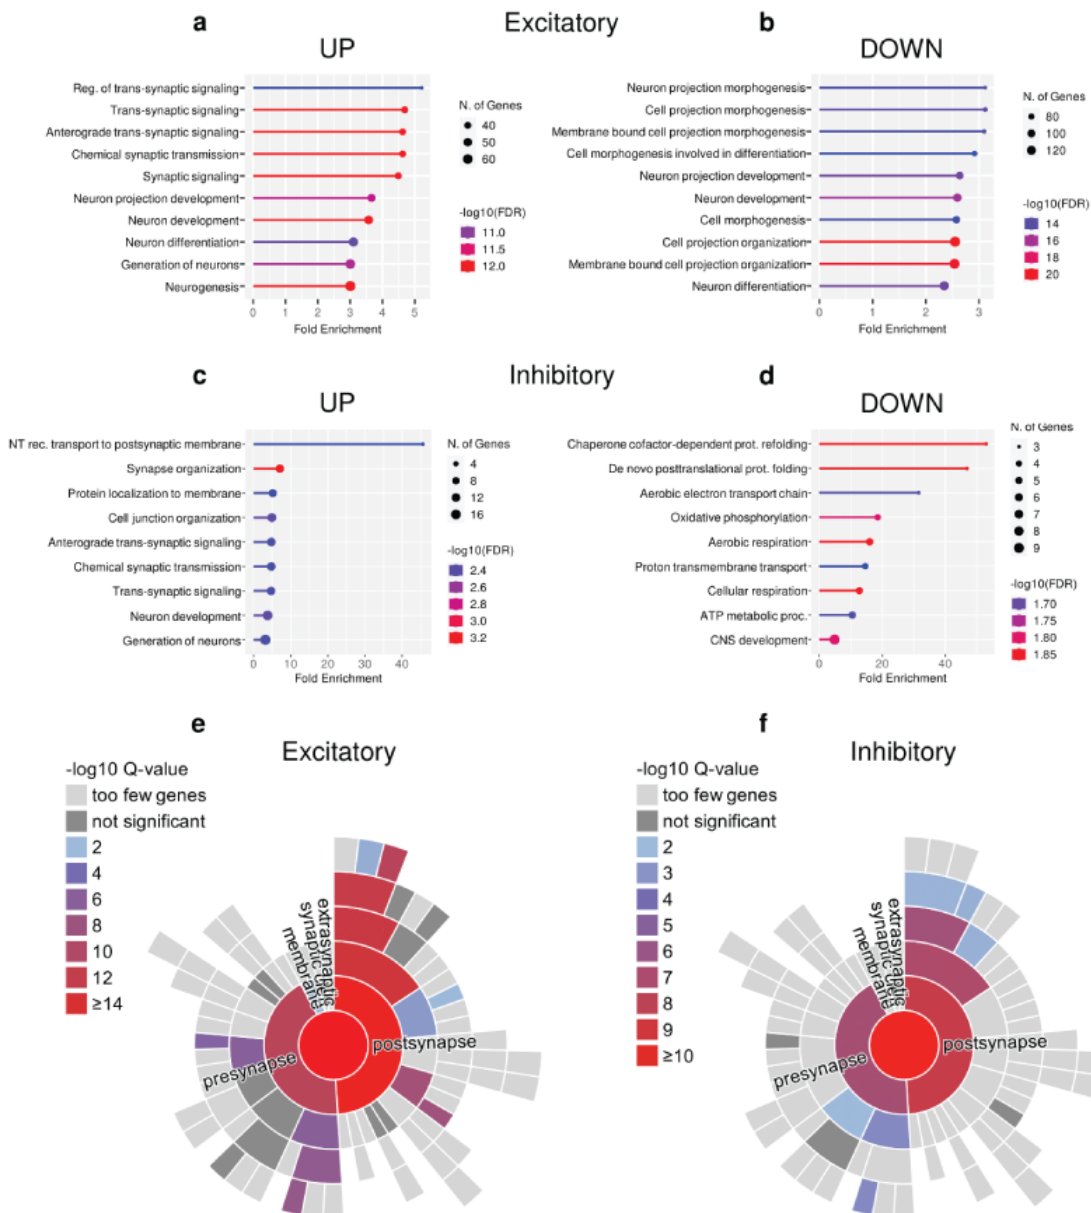 Excitatory
a
UP
Reg. of trans-synaptic signaling
Trans-synaptic signaling
Anterograde trans-synaptic signaling
Chemical synaptic transmission
Synaptic signaling
Neuron projection development
Neuron development
Neuron differentiation
Generation of neurons
Neurogenesis
0 1 2 3 4 5
Fold Enrichment
N. of Genes
40
50
60
-log10(FDR)
11.0
11.5
12.0
b
DOWN
Neuron projection morphogenesis
Cell projection morphogenesis
Membrane bound cell projection morphogenesis
Cell morphogenesis involved in differentiation
Neuron projection development
Neuron development
Cell morphogenesis
Cell projection organization
Membrane bound cell projection organization
Neuron differentiation
0 1 2 3
Fold Enrichment
N. of Genes
80
100
120
-log10(FDR)
14
16
18
20
Inhibitory
c
UP
NT rec. transport to postsynaptic membrane
Synapse organization
Protein localization to membrane
Cell junction organization
Anterograde trans-synaptic signaling
Chemical synaptic transmission
Trans-synaptic signaling
Neuron development
Generation of neurons
0 10 20 30 40
Fold Enrichment
N. of Genes
4
8
12
16
-log10(FDR)
2.4
2.6
2.8
3.0
3.2
d
DOWN
Chaperone cofactor-dependent prot. refolding
De novo posttranslational prot. folding
Aerobic electron transport chain
Oxidative phosphorylation
Aerobic respiration
Proton transmembrane transport
Cellular respiration
ATP metabolic proc.
CNS development
0 20 40
Fold Enrichment
N. of Genes
3
4
5
6
7
8
9
-log10(FDR)
1.70
1.75
1.80
1.85
e
Excitatory
-log10 Q-value
too few genes
not significant
2
4
6
8
10
12
≥14
extrasynaptic
synaptic
membrane
postsynapse
presynapse
f
Inhibitory
-log10 Q-value
too few genes
not significant
2
3
4
5
6
7
8
9
≥10
extrasynaptic
synaptic
membrane
postsynapse
presynapse